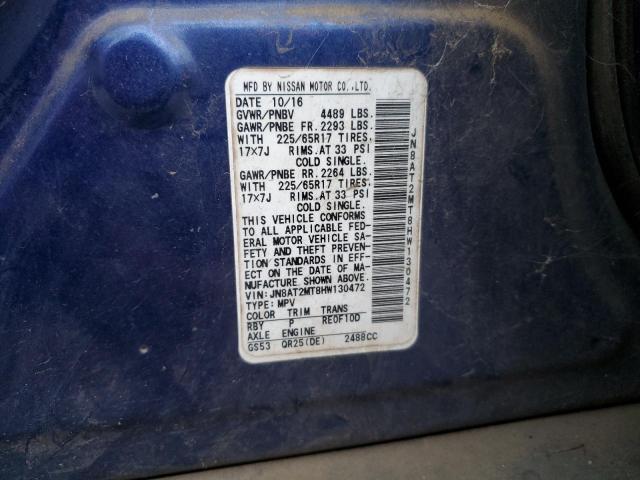 MFD BY NISSAN MOTOR CO.,LTD.
DATE 10/16
GVWR/PNBV 4489 LBS.
GAWR/PNBE FR. 2293 LBS.
WITH 225/65R17 TIRES.
17X7J RIMS.AT 33 PSI
COLD SINGLE.
GAWR/PNBE RR. 2264 LBS.
WITH 225/65R17 TIRES.
17X7J RIMS.AT 33 PSI
COLD SINGLE.
THIS VEHICLE CONFORMS
TO ALL APPLICABLE FED-
ERAL MOTOR VEHICLE SA-
FETY AND THEFT
PREVENTION STANDARDS IN EFF-
ECT ON THE DATE OF MA-
NUFACTURE SHOWN ABOVE.
VIN: JN8AT2MT8HW130472
TYPE: MPV
COLOR TRIM TRANS
RBY P RE0F10D
AXLE ENGINE
GS53 QR25(DE) 2488CC
JN8AT2MT8HW130472